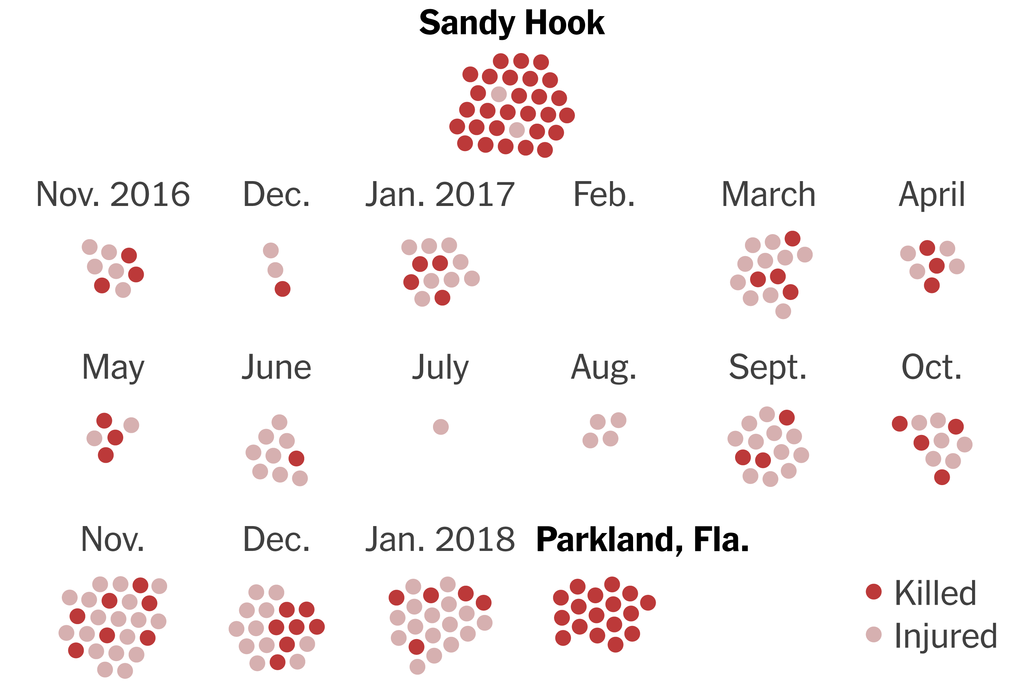 Sandy Hook
Nov. 2016 Dec. Jan. 2017 Feb. March April
May June July Aug. Sept. Oct.
Nov. Dec. Jan. 2018 Parkland, Fla.
Killed
Injured